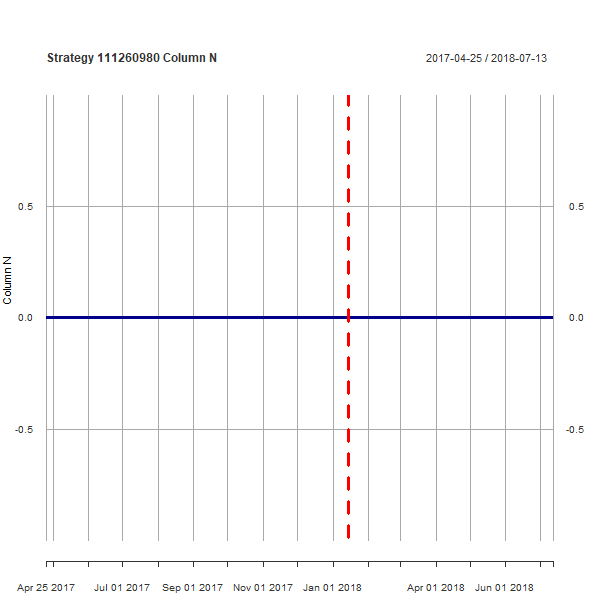 Strategy 111260980 Column N
2017-04-25 / 2018-07-13
0.5
0.5
Column N
0.0
0.0
-0.5
-0.5
Apr 25 2017
Jul 01 2017
Sep 01 2017
Nov 01 2017
Jan 01 2018
Apr 01 2018
Jun 01 2018